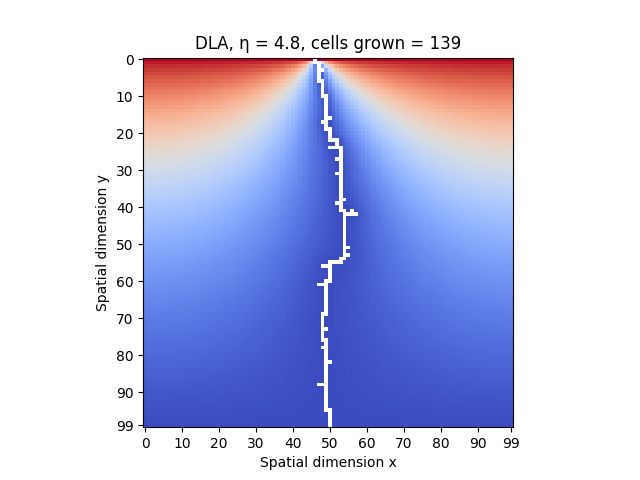 DLA, η = 4.8, cells grown = 139
0
10
20
30
40
50
60
70
80
90
99
Spatial dimension y
0 10 20 30 40 50 60 70 80 90 99
Spatial dimension x